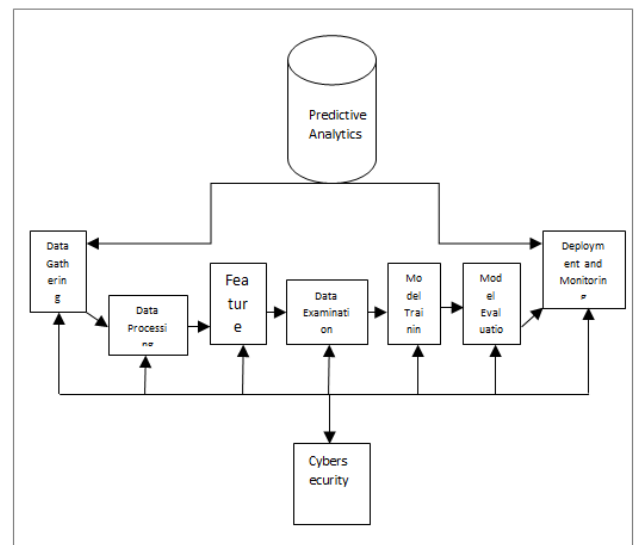 Predictive
Analytics
Data
Gath
erin
g
Data
Processi
ng
Fea
tur
e
Data
Examinati
on
Mo
del
Trai
nin
Mod
el
Eval
uatio
Deploym
ent and
Monitorin
g
Cybers
ecurity